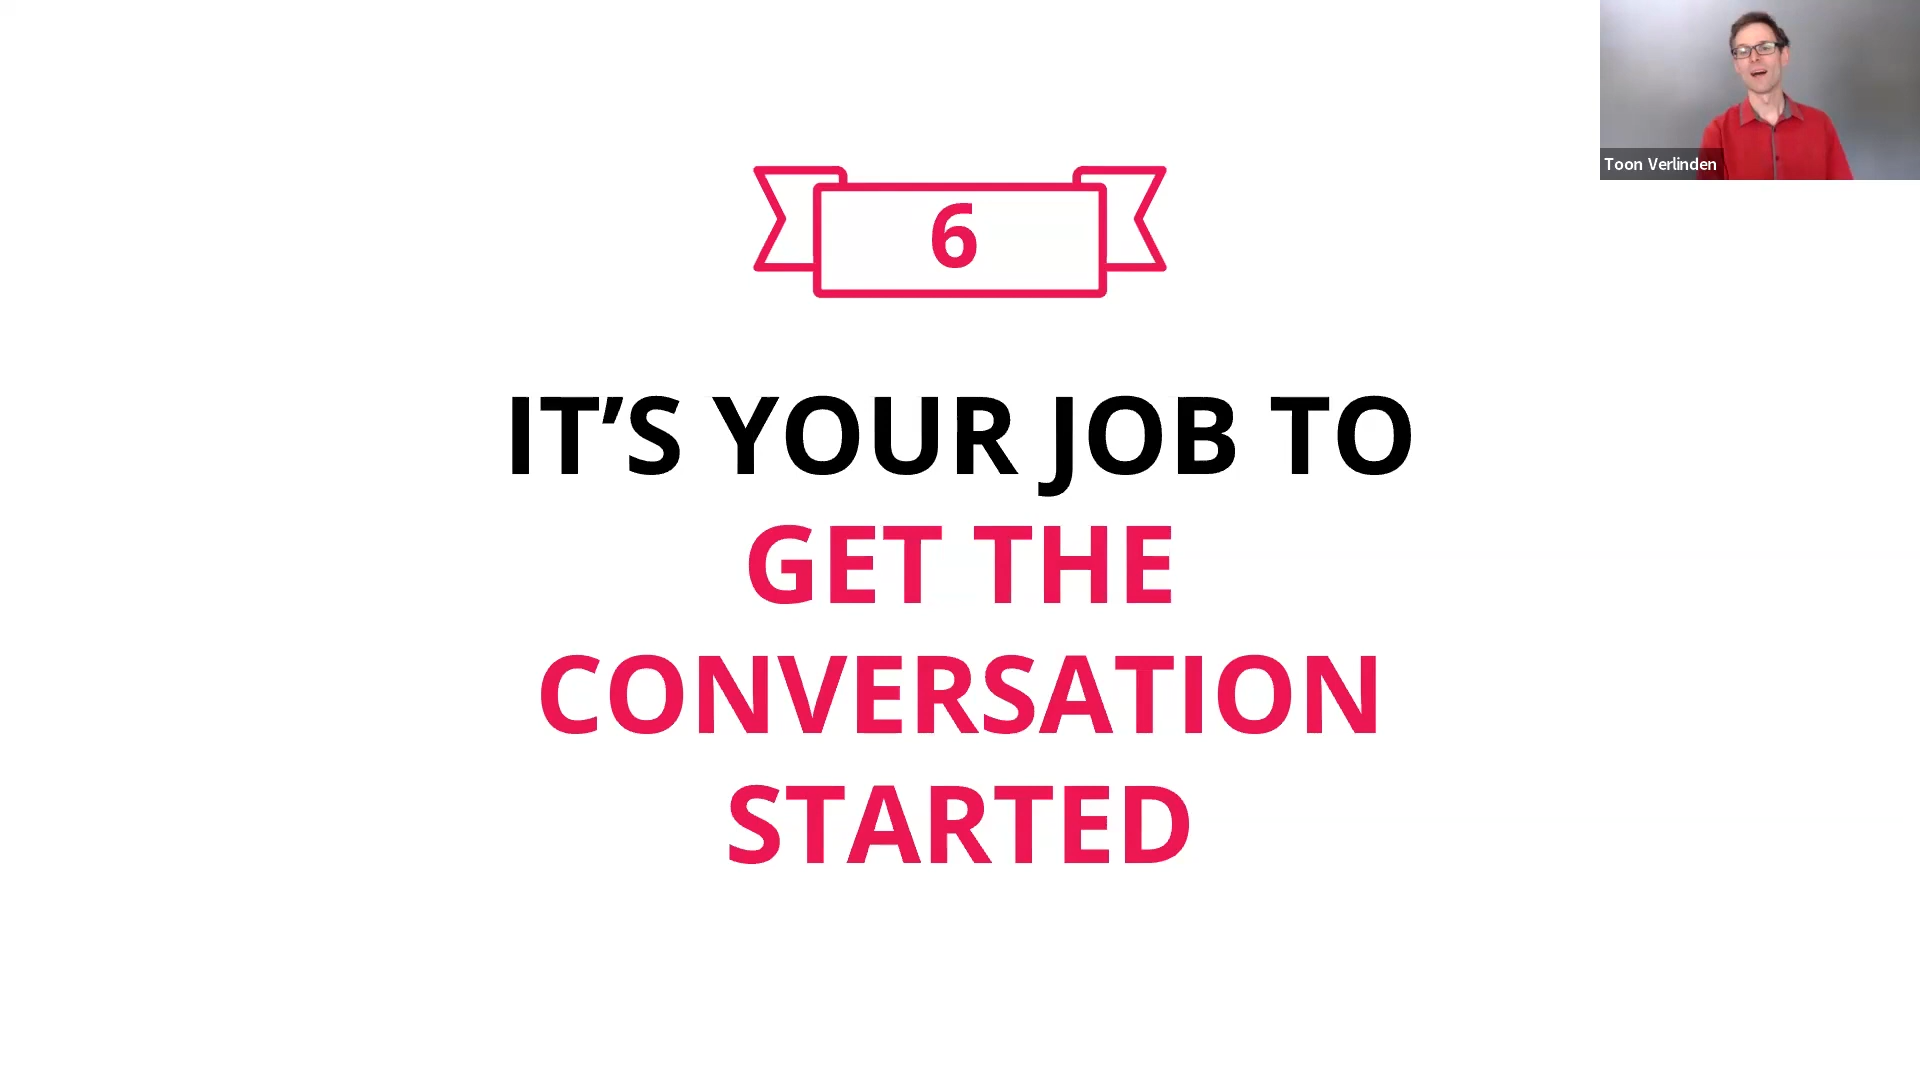 6
IT’S YOUR JOB TO
GET THE
CONVERSATION
STARTED
Toon Verlinden